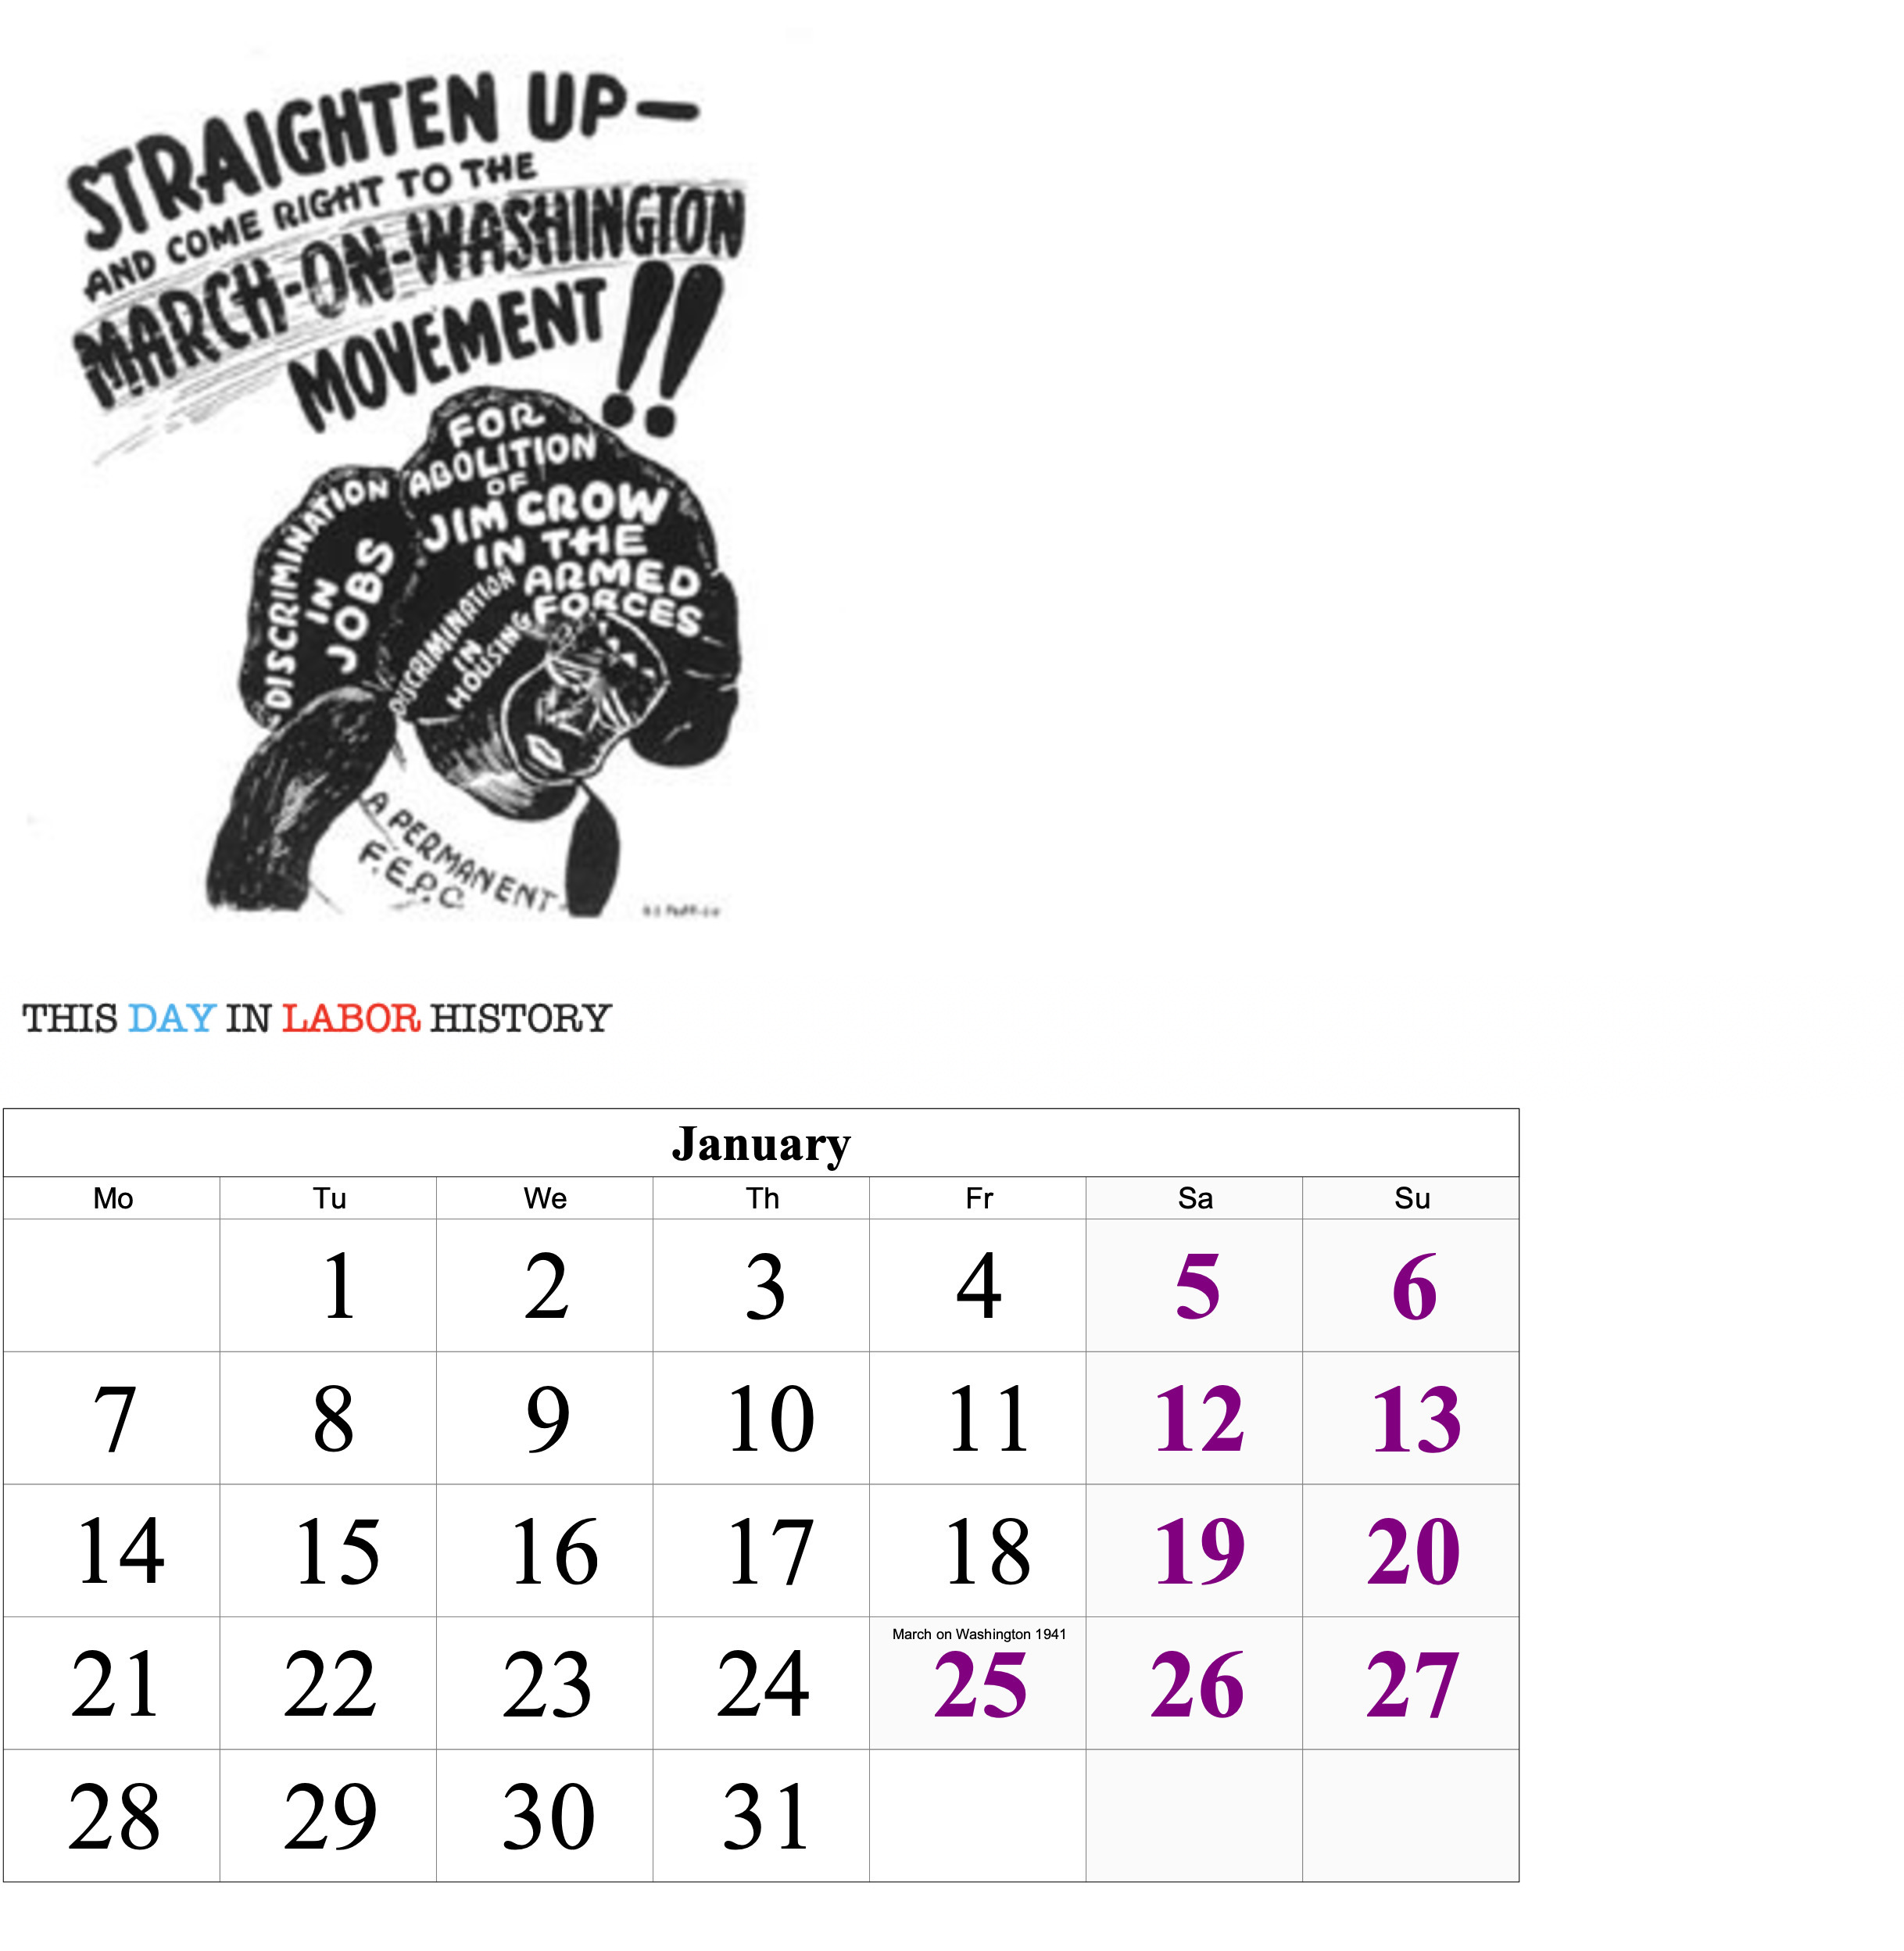 STRAIGHTEN UP—
AND COME RIGHT TO THE
MARCH-ON-WASHINGTON
MOVEMENT!!
FOR
ABOLITION
OF
JIM CROW
IN THE
ARMED
FORCES
DISCRIMINATION
IN
JOBS
DISCRIMINATION
IN
HOUSING
A PERMANENT
F.E.P.C.
THIS DAY IN LABOR HISTORY
January
Mo Tu We Th Fr Sa Su
1 2 3 4 5 6
7 8 9 10 11 12 13
14 15 16 17 18 19 20
March on Washington 1941
21 22 23 24 25 26 27
28 29 30 31